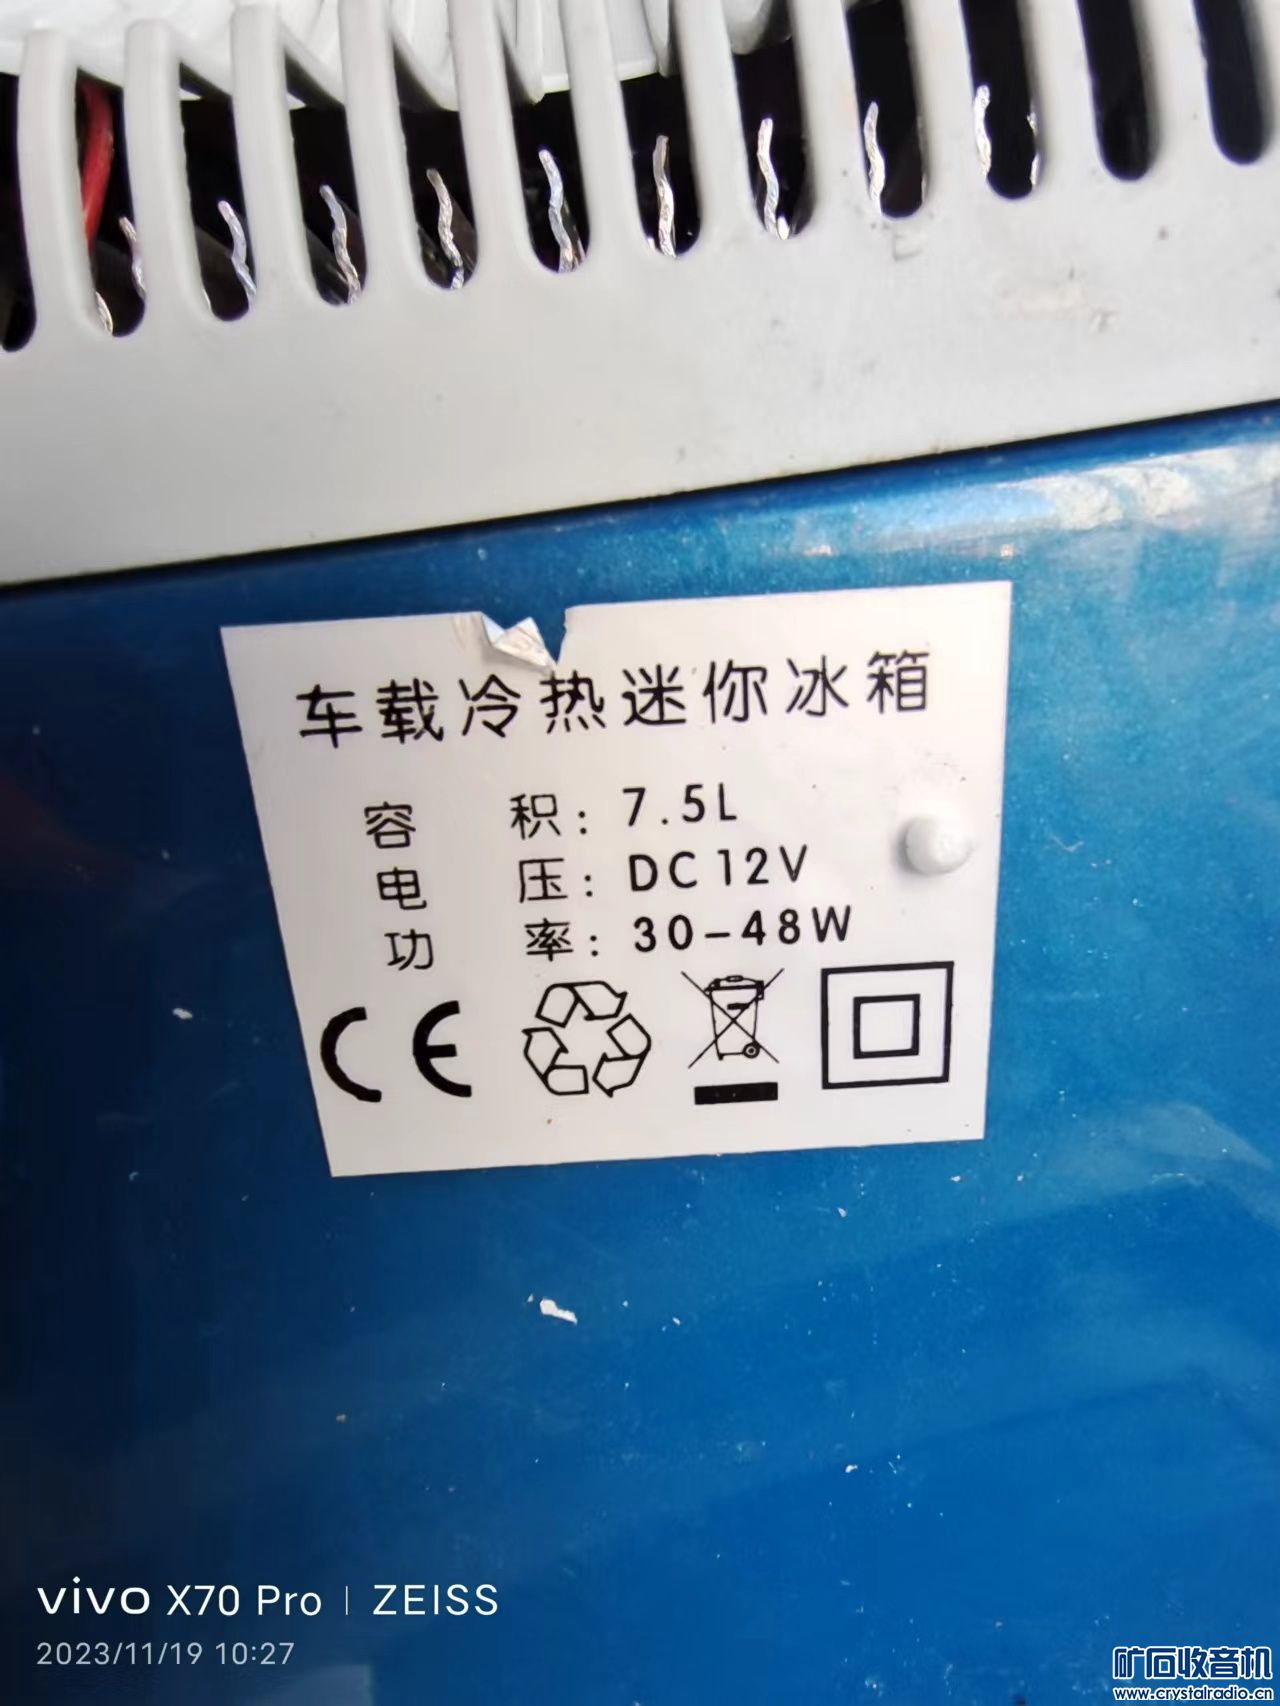 车载冷热迷你冰箱
容 积: 7.5L
电 压: DC12V
功 率: 30-48W
CE
vivo X70 Pro | ZEISS
2023/11/19 10:27
矿石收音机
www.crystalradio.cn